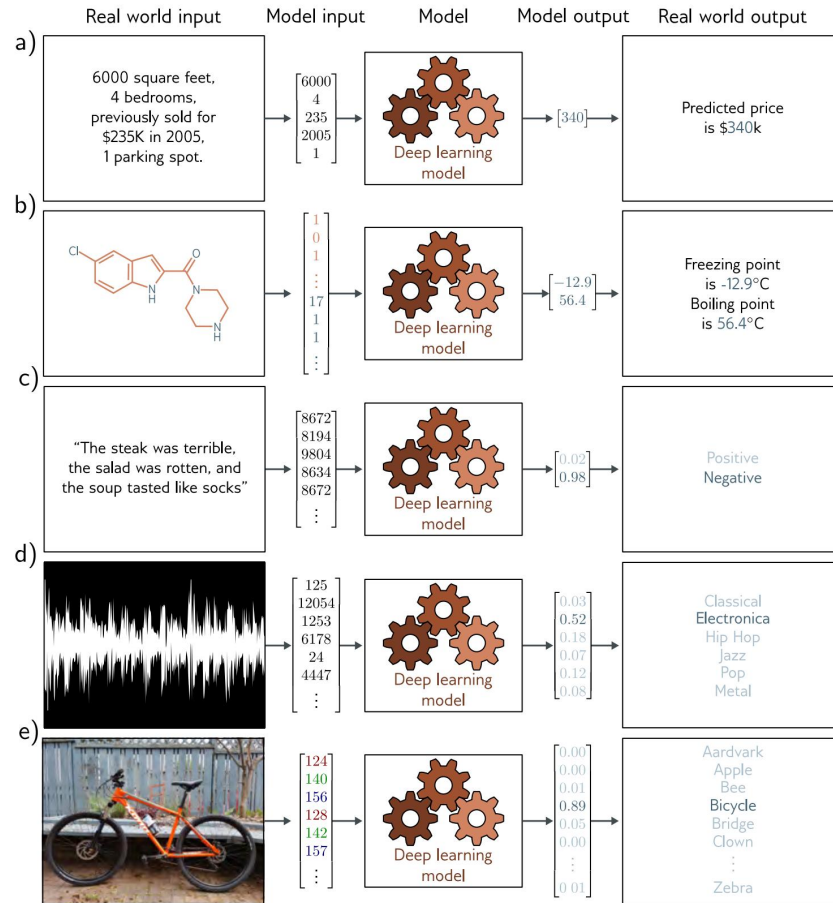 Real world input Model input Model Model output Real world output
a)
6000 square feet,
4 bedrooms,
previously sold for
$235K in 2005,
1 parking spot.
6000
4
235
2005
1
Deep learning
model
[340]
Predicted price
is $340k
b)
Cl
O
N
H
N
N
H
1
0
1
⋮
17
1
1
⋮
Deep learning
model
−12.9
56.4
Freezing point
is -12.9°C
Boiling point
is 56.4°C
c)
“The steak was terrible,
the salad was rotten, and
the soup tasted like socks”
8672
8194
9804
8634
8672
⋮
Deep learning
model
0.02
0.98
Positive
Negative
d)
125
12054
1253
6178
24
4447
⋮
Deep learning
model
0.03
0.52
0.18
0.07
0.12
0.08
Classical
Electronica
Hip Hop
Jazz
Pop
Metal
e)
124
140
156
128
142
157
⋮
Deep learning
model
0.00
0.00
0.01
0.89
0.05
0.00
⋮
0 01
Aardvark
Apple
Bee
Bicycle
Bridge
Clown
⋮
Zebra